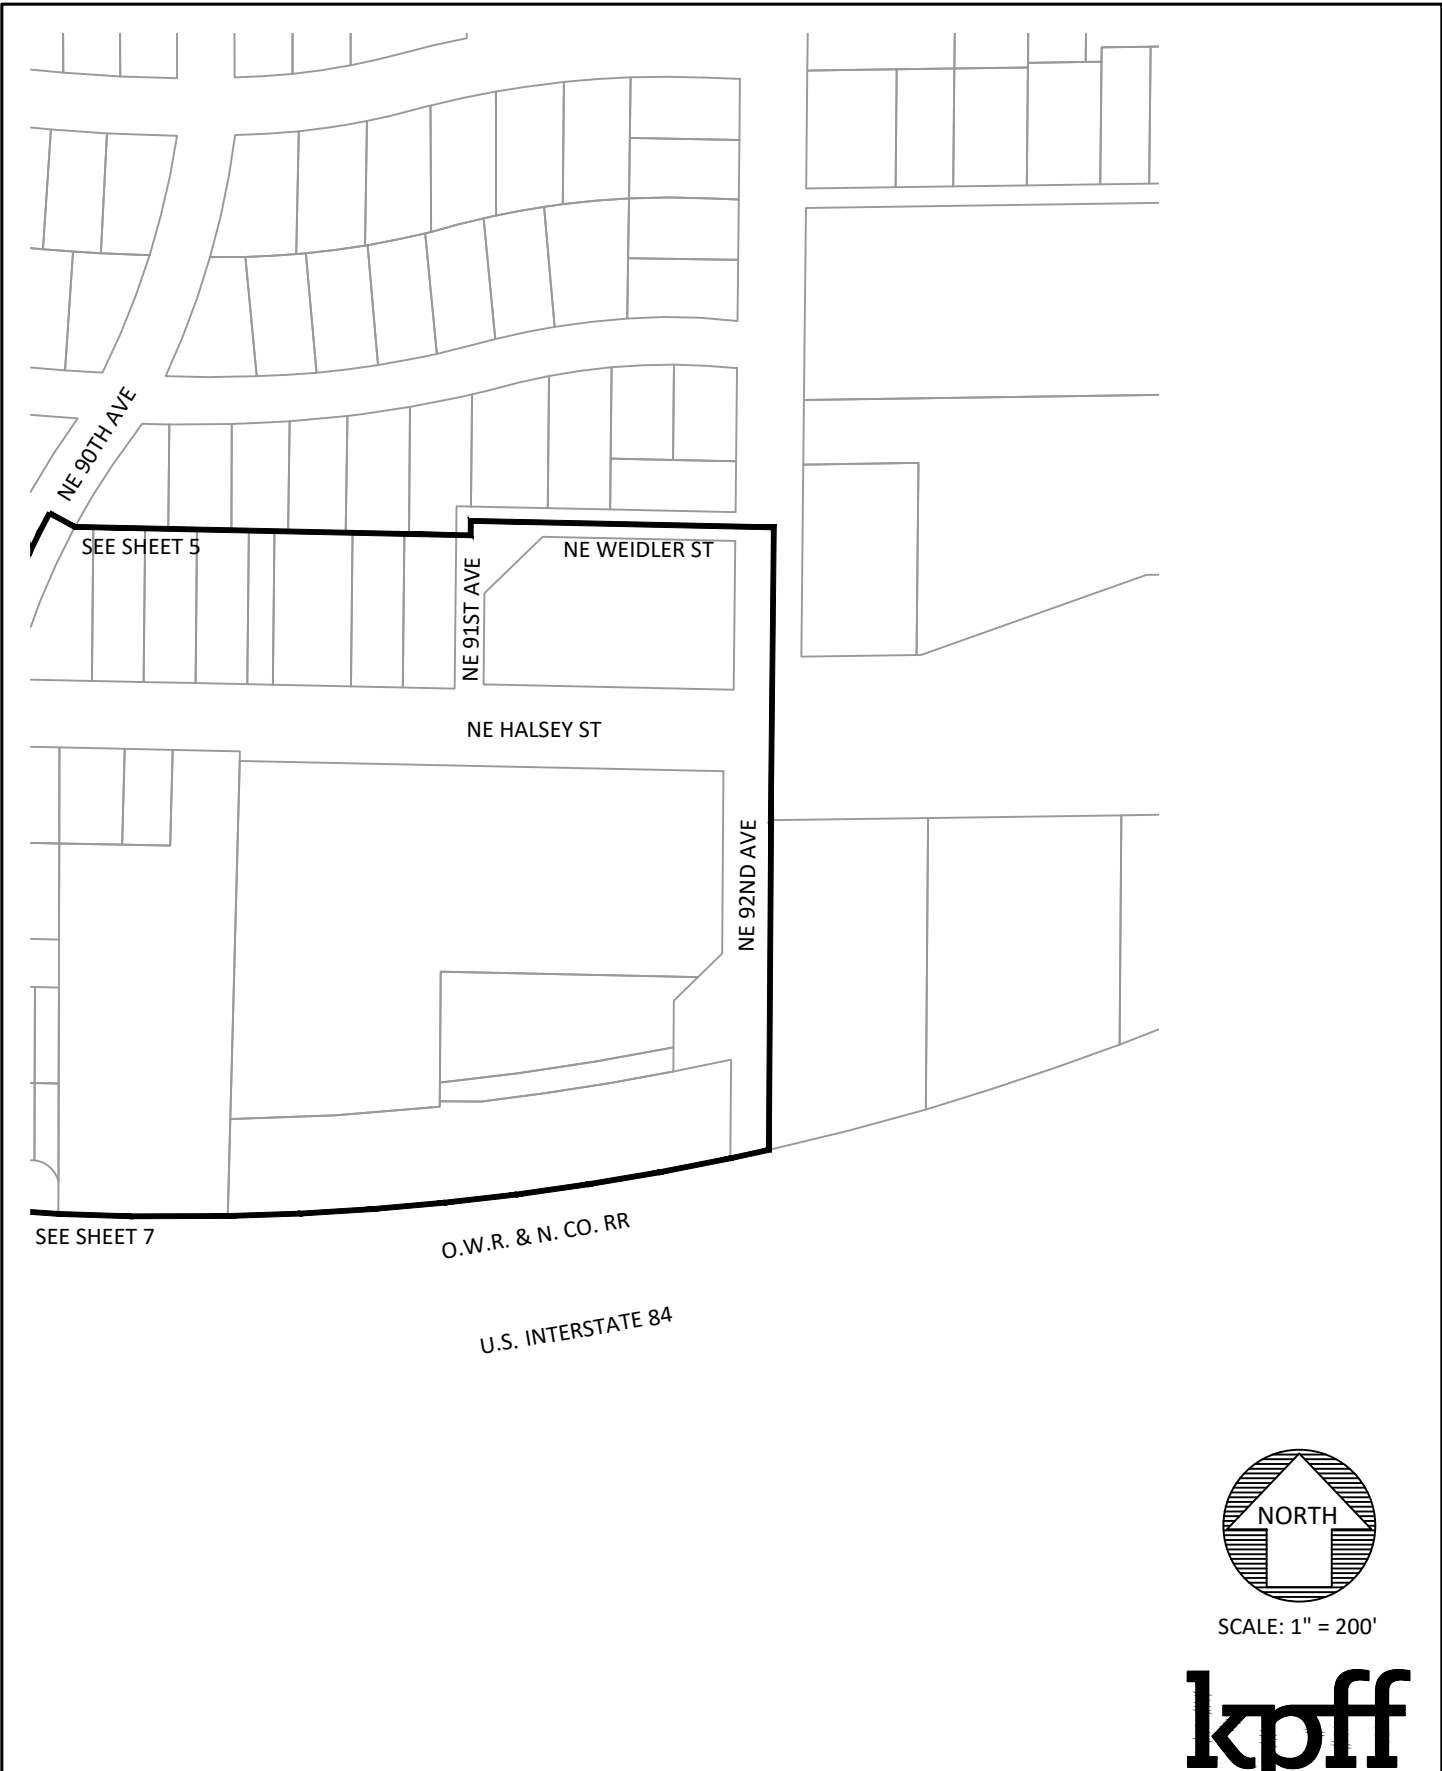 NE 90TH AVE
SEE SHEET 5
NE WEIDLER ST
NE 91ST AVE
NE HALSEY ST
NE 92ND AVE
SEE SHEET 7
O.W.R. & N. CO. RR
U.S. INTERSTATE 84
NORTH
SCALE: 1" = 200'
kpff